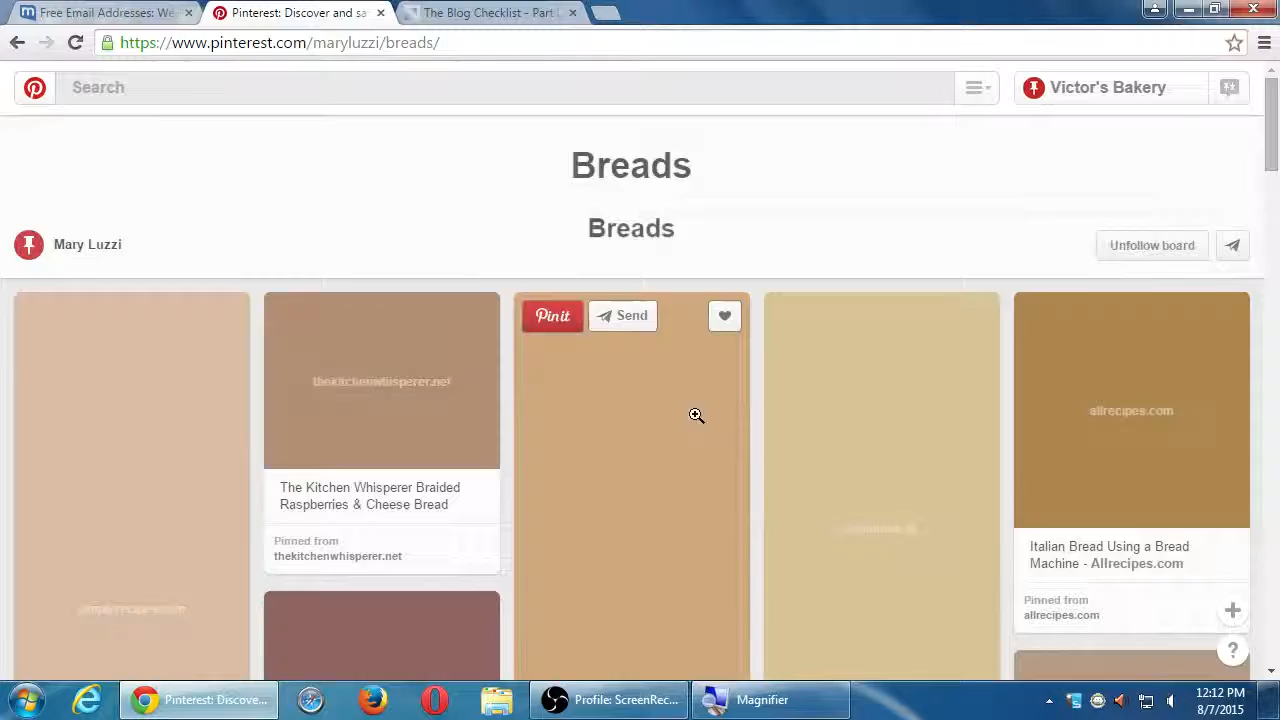 Free Email Addresses: We
Pinterest: Discover and sa
The Blog Checklist - Part
https://www.pinterest.com/maryluzzi/breads/
Search
Victor's Bakery
Breads
Breads
Mary Luzzi
Unfollow board
Pin it
Send
thekitchenwhisperer.net
allrecipes.com
The Kitchen Whisperer Braided
Raspberries & Cheese Bread
Pinned from
thekitchenwhisperer.net
Italian Bread Using a Bread
Machine - Allrecipes.com
Pinned from
allrecipes.com
Pinterest: Discove...
Profile: ScreenRec...
Magnifier
12:12 PM
8/7/2015